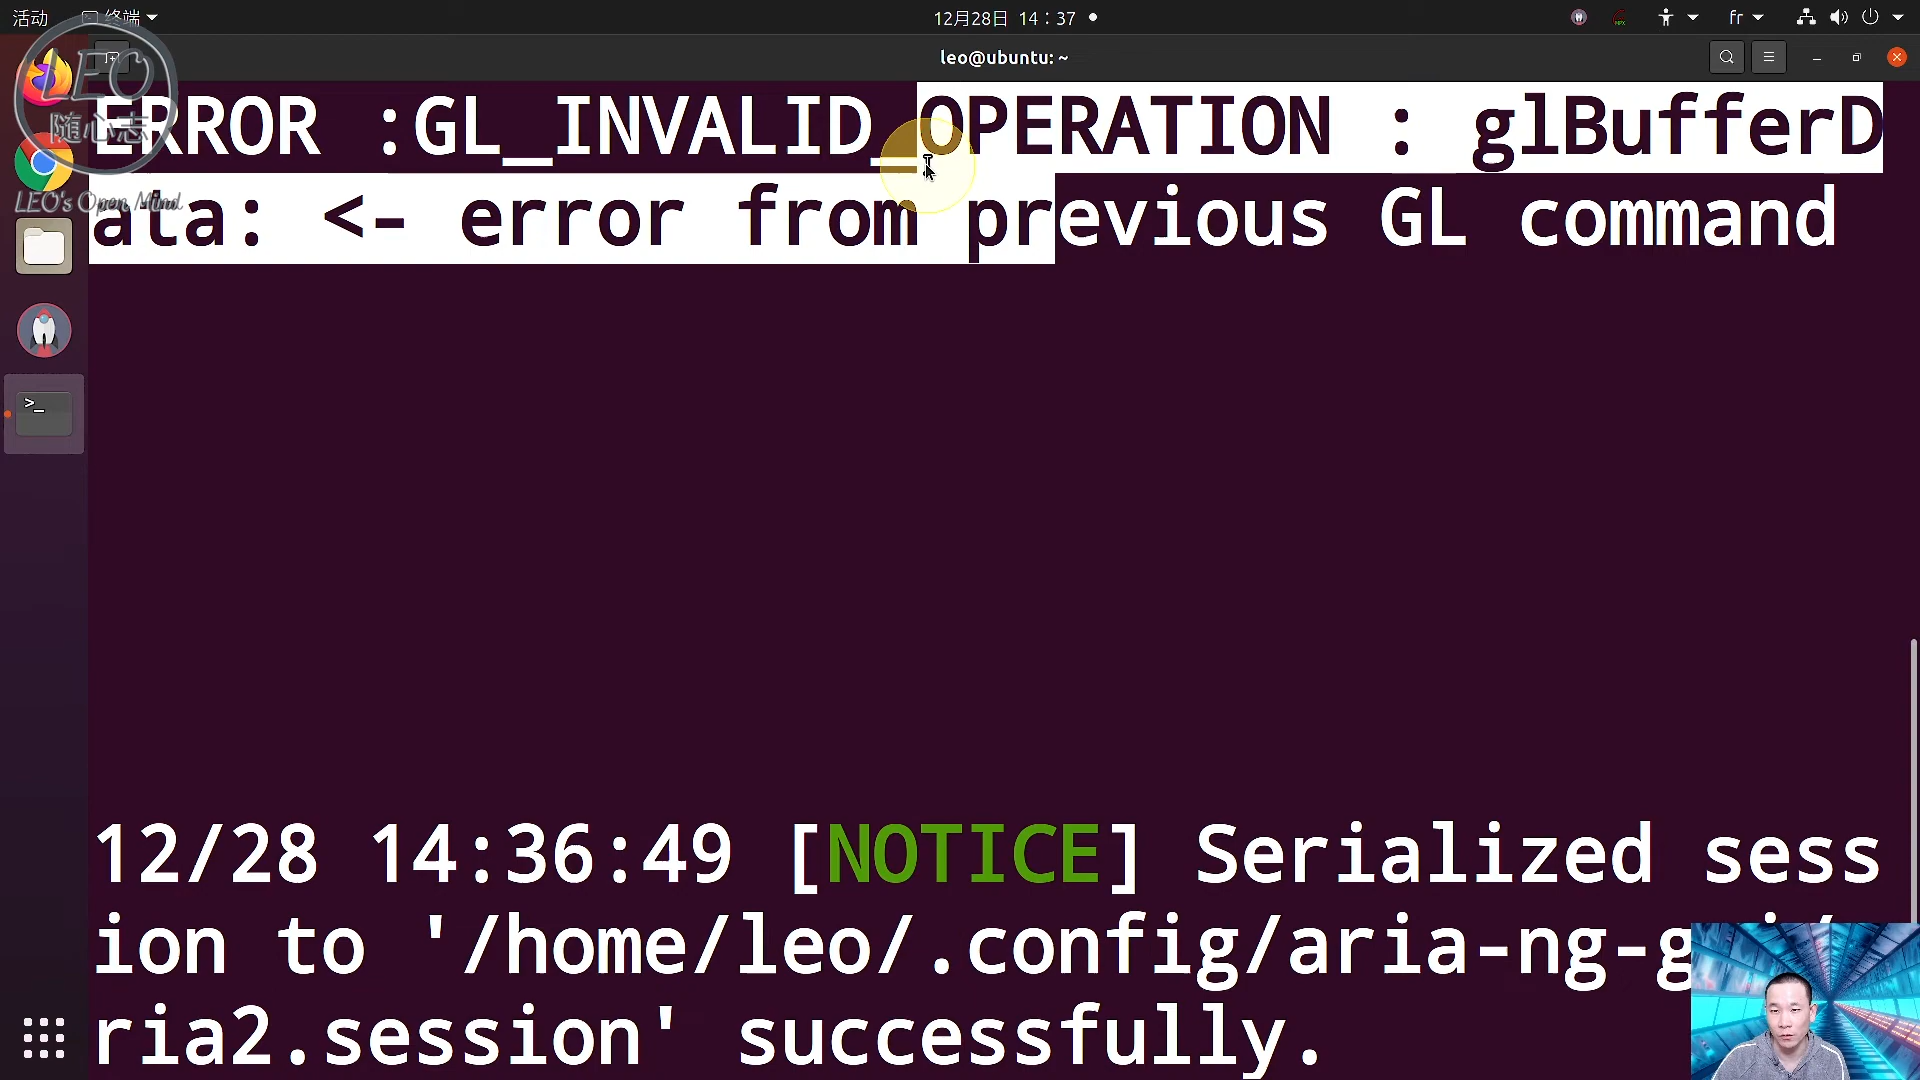 活动
终端
12月28日 14：37
fr
leo@ubuntu: ~
LEO
随心志
LEO's Open Mind
ERROR :GL_INVALID_OPERATION : glBufferD
ata: <- error from previous GL command
12/28 14:36:49 [NOTICE] Serialized sess
ion to '/home/leo/.config/aria-ng-g
ria2.session' successfully.